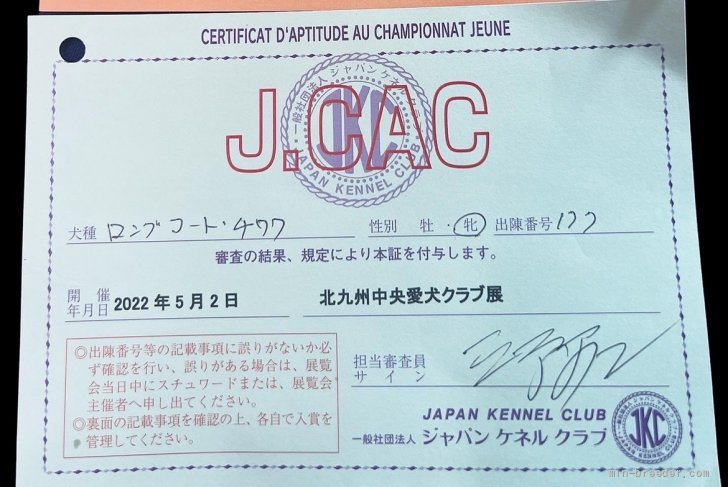 CERTIFICAT D'APTITUDE AU CHAMPIONNAT JEUNE
一般社団法人ジャパンケネルクラブ
JKC
JAPAN KENNEL CLUB
J.CAC
犬種 ロングコート・チワワ 性別 牡・牝 出陳番号 177
審査の結果、規定により本証を付与します。
開催年月日 2022年5月2日 北九州中央愛犬クラブ展
◎出陳番号等の記載事項に誤りがないか必
ず確認を行い、誤りがある場合は、展覧
会当日中にスチュワードまたは、展覧会
主催者へ申し出てください。
◎裏面の記載事項を確認の上、各自で入賞を
管理してください。
担当審査員
サイン
JAPAN KENNEL CLUB
一般社団法人 ジャパン ケネル クラブ
JKC
min-breeder.com